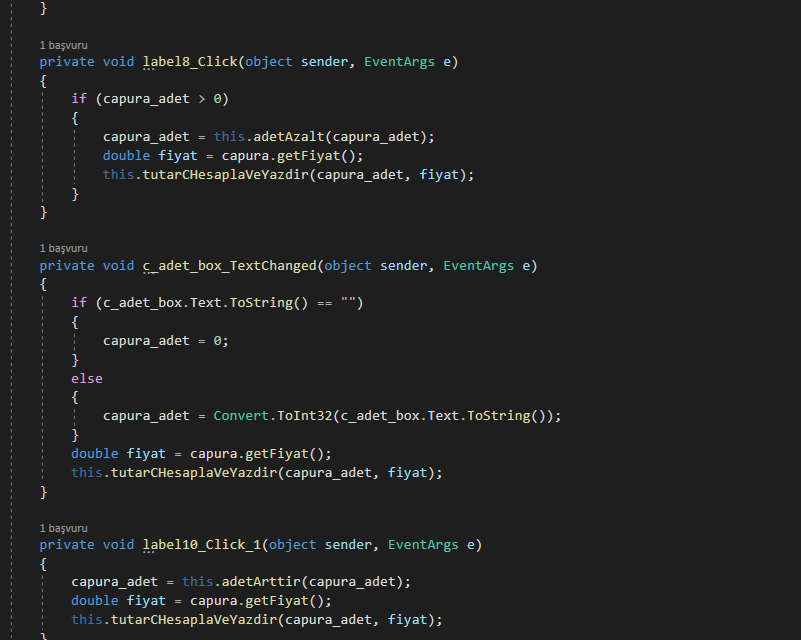 }
1 başvuru
private void label8_Click(object sender, EventArgs e)
{
if (capura_adet > 0)
{
capura_adet = this.adetAzalt(capura_adet);
double fiyat = capura.getFiyat();
this.tutarCHesaplaVeYazdir(capura_adet, fiyat);
}
}
1 başvuru
private void c_adet_box_TextChanged(object sender, EventArgs e)
{
if (c_adet_box.Text.ToString() == "")
{
capura_adet = 0;
}
else
{
capura_adet = Convert.ToInt32(c_adet_box.Text.ToString());
}
double fiyat = capura.getFiyat();
this.tutarCHesaplaVeYazdir(capura_adet, fiyat);
}
1 başvuru
private void label10_Click_1(object sender, EventArgs e)
{
capura_adet = this.adetArttir(capura_adet);
double fiyat = capura.getFiyat();
this.tutarCHesaplaVeYazdir(capura_adet, fiyat);
}